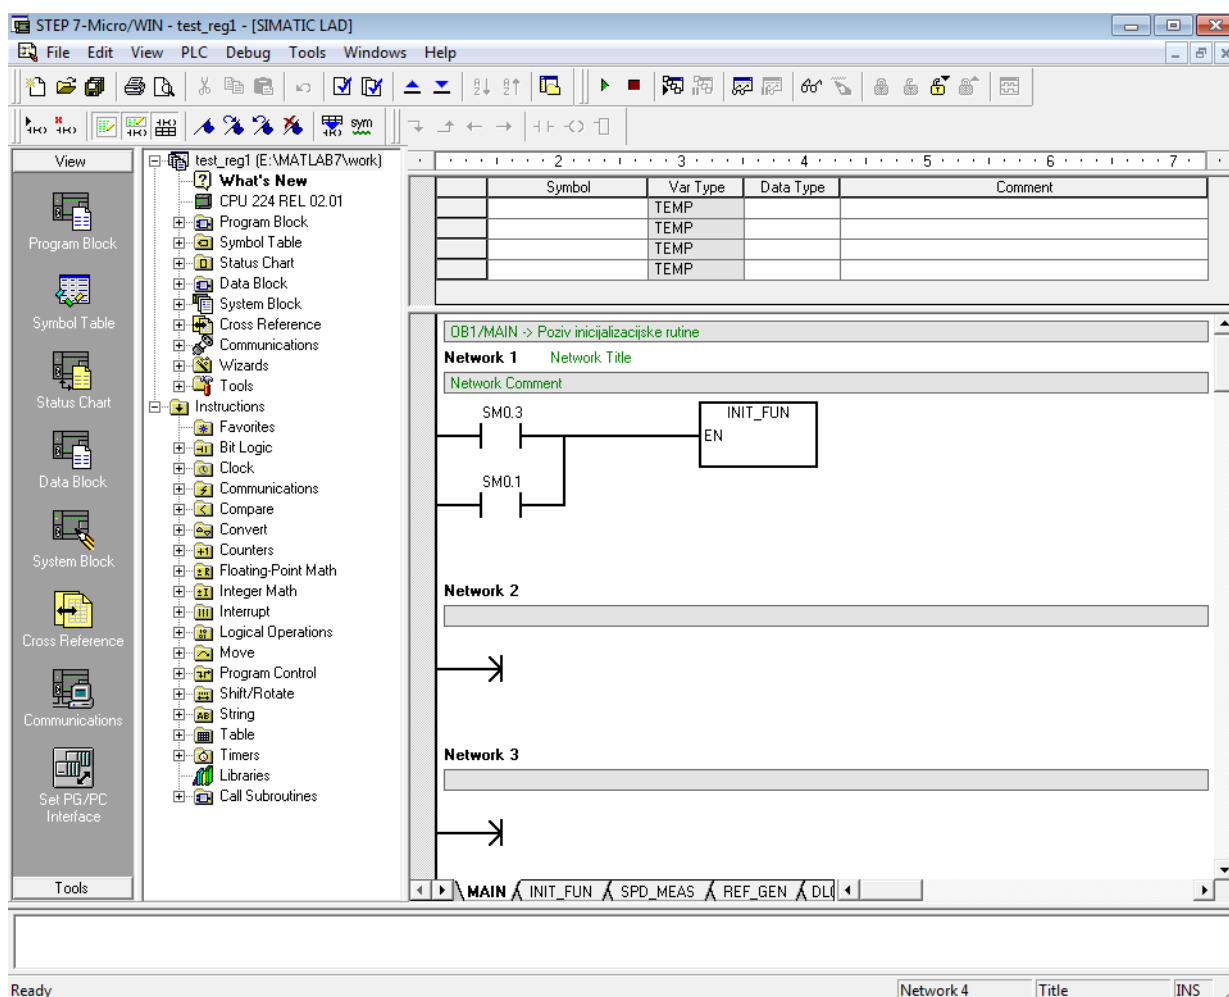 STEP 7-Micro/WIN - test_reg1 - [SIMATIC LAD]
File Edit View PLC Debug Tools Windows Help
sym
View
Program Block
Symbol Table
Status Chart
Data Block
System Block
Cross Reference
Communications
Set PG/PC
Interface
Tools
test_reg1 (E:\MATLAB7\work)
What's New
CPU 224 REL 02.01
Program Block
Symbol Table
Status Chart
Data Block
System Block
Cross Reference
Communications
Wizards
Tools
Instructions
Favorites
Bit Logic
Clock
Communications
Compare
Convert
Counters
Floating-Point Math
Integer Math
Interrupt
Logical Operations
Move
Program Control
Shift/Rotate
String
Table
Timers
Libraries
Call Subroutines
2 3 4 5 6 7
Symbol Var Type Data Type Comment
TEMP
TEMP
TEMP
TEMP
OB1/MAIN -> Poziv inicijalizacijske rutine
Network 1 Network Title
Network Comment
SM0.3 INIT_FUN
EN
SM0.1
Network 2
Network 3
MAIN INIT_FUN SPD_MEAS REF_GEN
Ready Network 4 Title INS